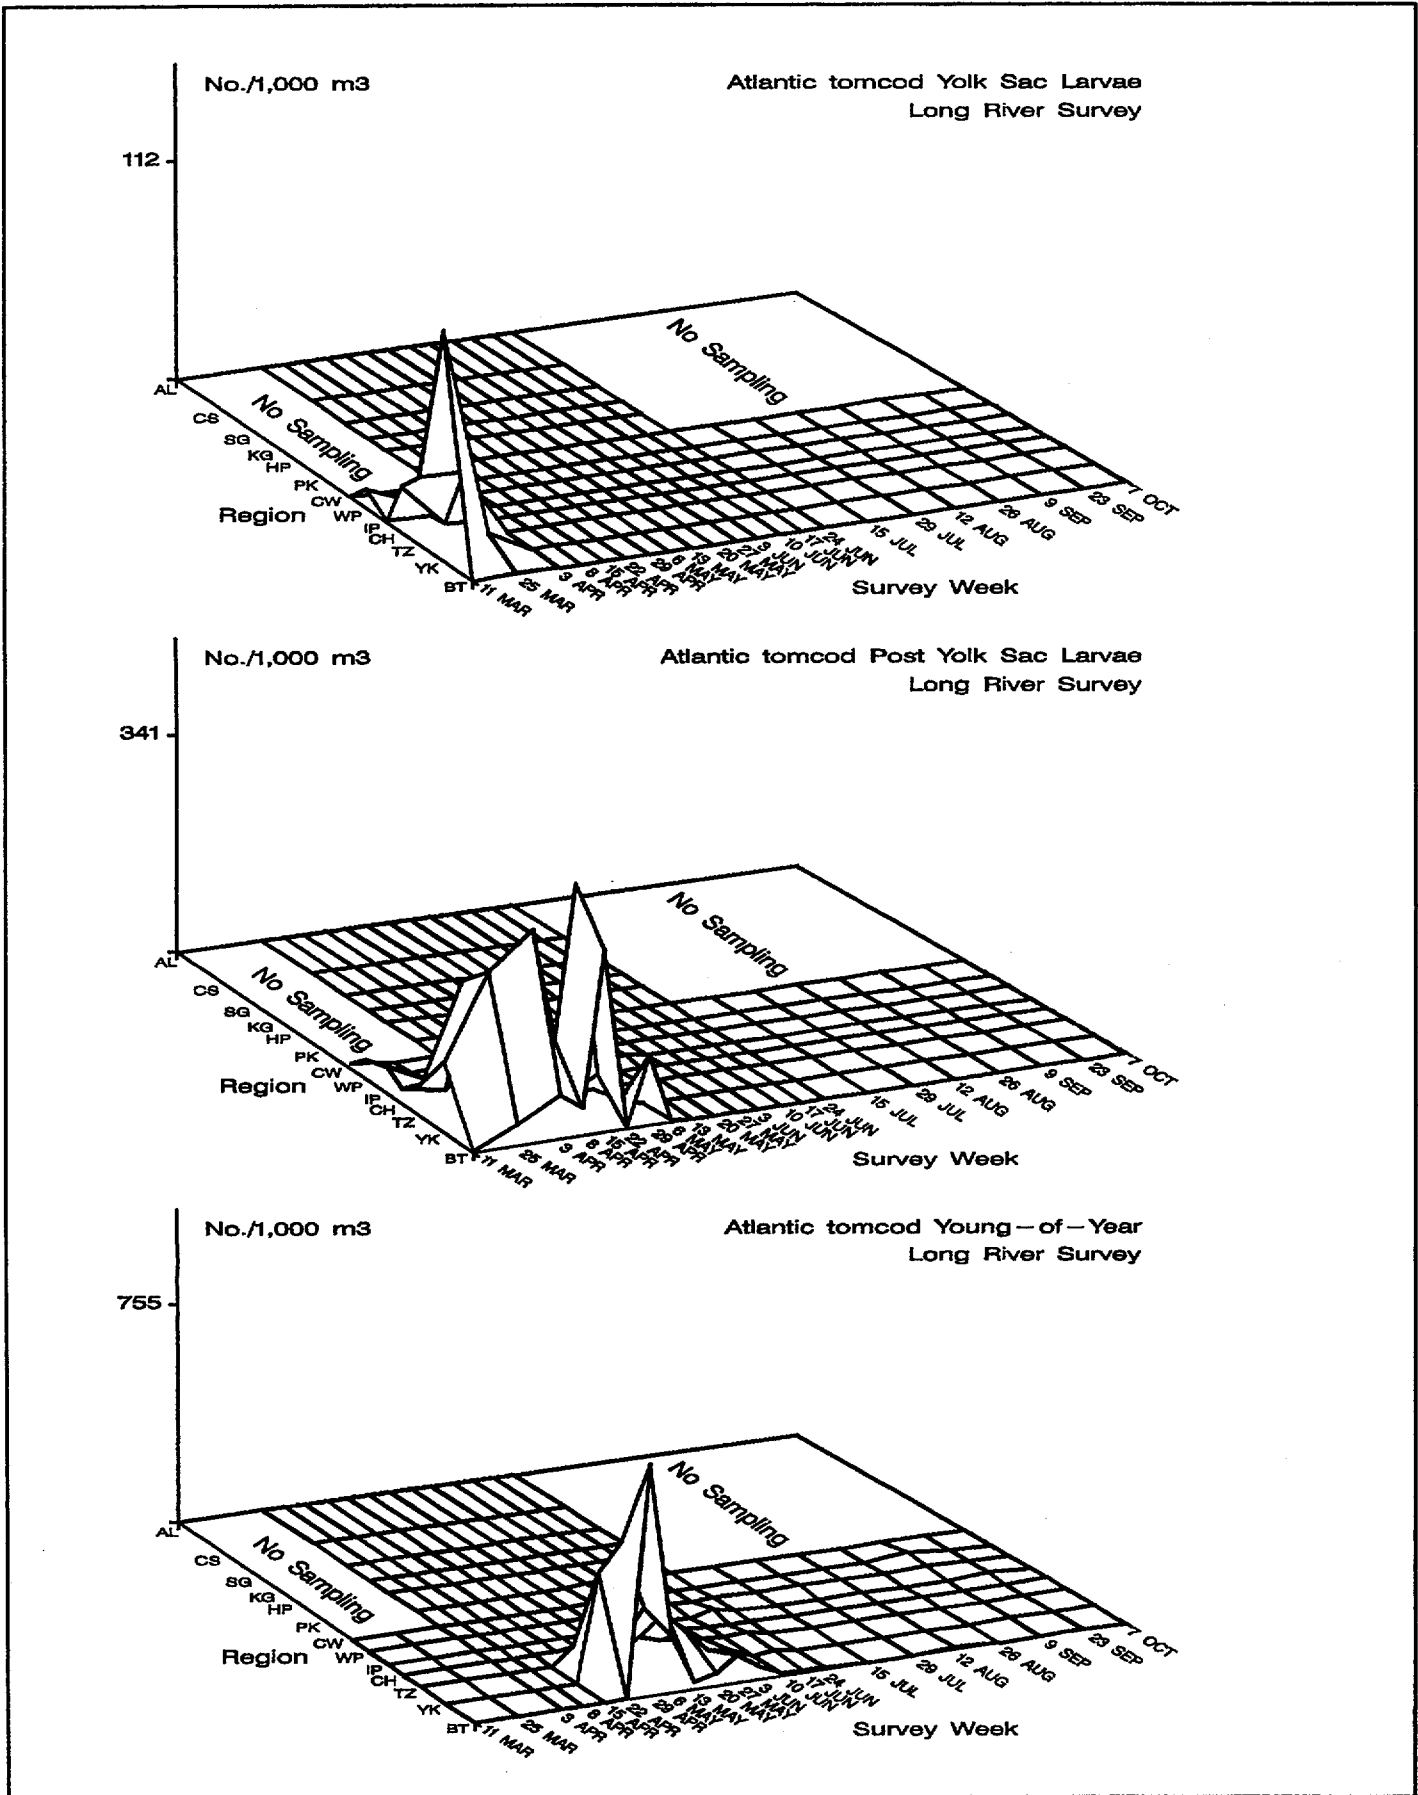 No./1,000 m3
Atlantic tomcod Yolk Sac Larvae
Long River Survey
112
No Sampling
No Sampling
AL
CS
SG
KG
HP
PK
CW
WP
IP
CH
TZ
YK
BT
Region
11 MAR
25 MAR
3 APR
8 APR
15 APR
22 APR
29 APR
6 MAY
13 MAY
20 MAY
27 MAY
3 JUN
10 JUN
17 JUN
24 JUN
15 JUL
29 JUL
12 AUG
26 AUG
9 SEP
23 SEP
7 OCT
Survey Week
No./1,000 m3
Atlantic tomcod Post Yolk Sac Larvae
Long River Survey
341
No Sampling
No Sampling
AL
CS
SG
KG
HP
PK
CW
WP
IP
CH
TZ
YK
BT
Region
11 MAR
25 MAR
3 APR
8 APR
15 APR
22 APR
29 APR
6 MAY
13 MAY
20 MAY
27 MAY
3 JUN
10 JUN
17 JUN
24 JUN
15 JUL
29 JUL
12 AUG
26 AUG
9 SEP
23 SEP
7 OCT
Survey Week
No./1,000 m3
Atlantic tomcod Young-of-Year
Long River Survey
755
No Sampling
No Sampling
AL
CS
SG
KG
HP
PK
CW
WP
IP
CH
TZ
YK
BT
Region
11 MAR
25 MAR
3 APR
8 APR
15 APR
22 APR
29 APR
6 MAY
13 MAY
20 MAY
27 MAY
3 JUN
10 JUN
17 JUN
24 JUN
15 JUL
29 JUL
12 AUG
26 AUG
9 SEP
23 SEP
7 OCT
Survey Week